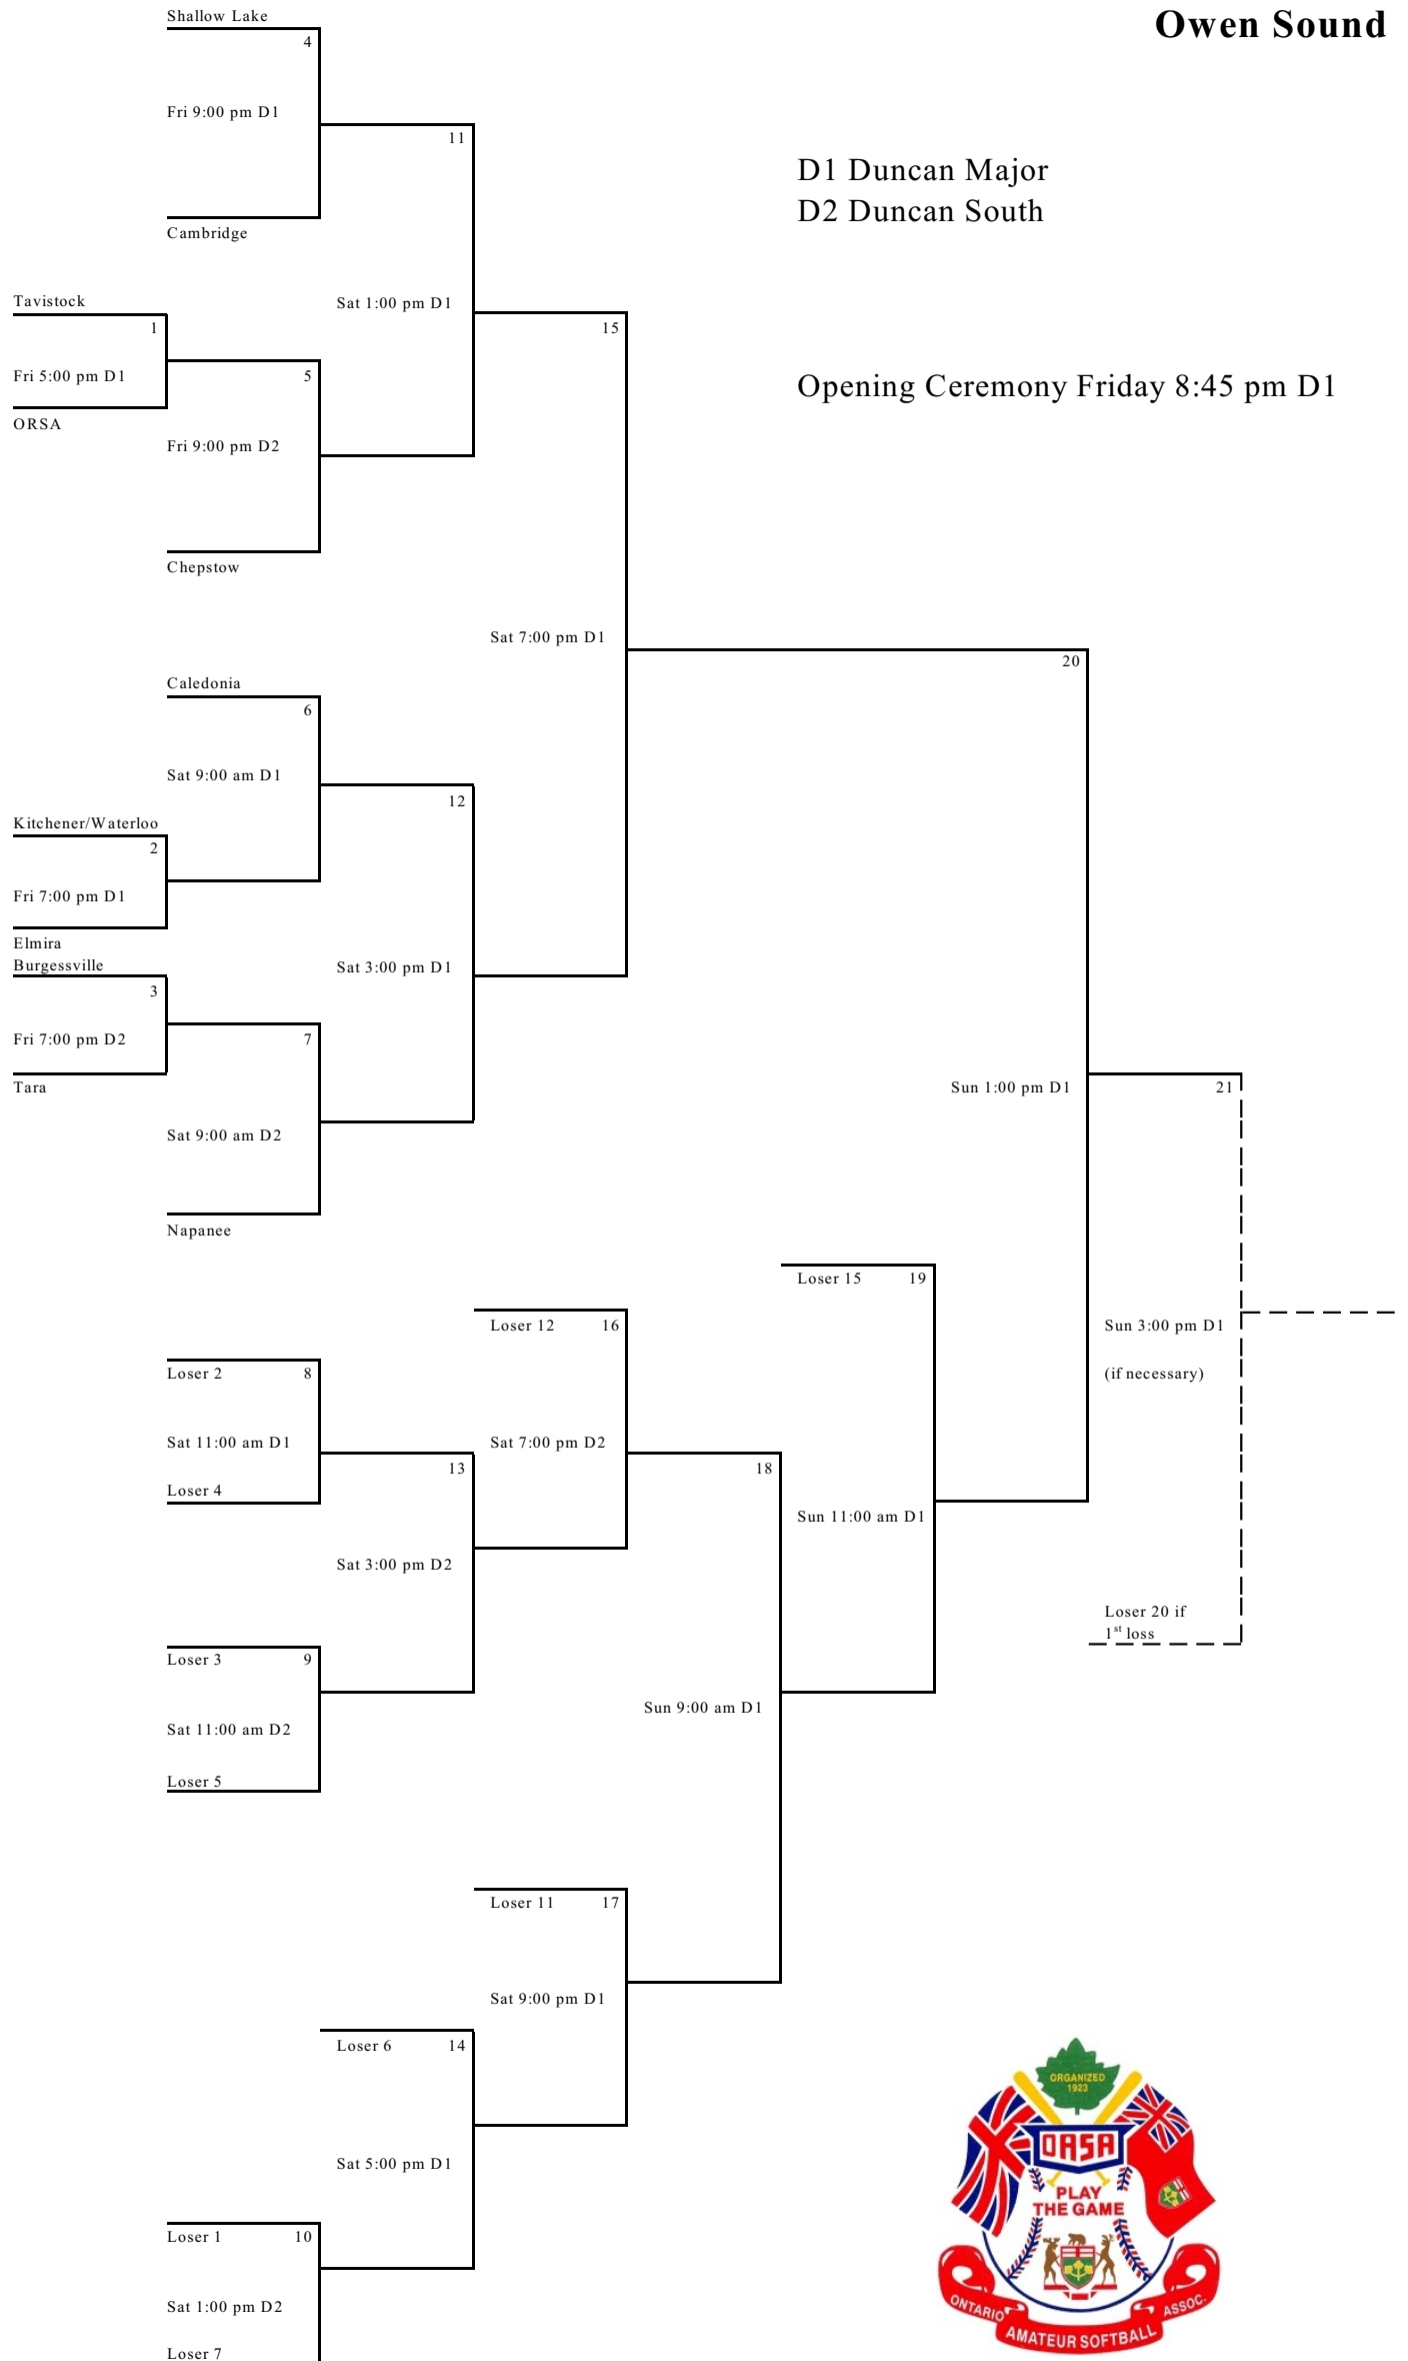 Owen Sound
Shallow Lake
4
Fri 9:00 pm D1
11
D1 Duncan Major
D2 Duncan South
Cambridge
Tavistock
Sat 1:00 pm D1
1
15
Fri 5:00 pm D1
5
Opening Ceremony Friday 8:45 pm D1
ORSA
Fri 9:00 pm D2
Chepstow
Sat 7:00 pm D1
20
Caledonia
6
Sat 9:00 am D1
12
Kitchener/Waterloo
2
Fri 7:00 pm D1
Elmira
Burgessville
Sat 3:00 pm D1
3
Fri 7:00 pm D2
7
Tara
Sun 1:00 pm D1
21
Sat 9:00 am D2
Napanee
Loser 15 19
Loser 12 16
Sun 3:00 pm D1
Loser 2 8
(if necessary)
Sat 11:00 am D1
Sat 7:00 pm D2
13
18
Loser 4
Sun 11:00 am D1
Sat 3:00 pm D2
Loser 20 if
1st loss
Loser 3 9
Sun 9:00 am D1
Sat 11:00 am D2
Loser 5
Loser 11 17
Sat 9:00 pm D1
Loser 6 14
Sat 5:00 pm D1
Loser 1 10
Sat 1:00 pm D2
Loser 7
ORGANIZED
1923
OASA
PLAY
THE GAME
ONTARIO
AMATEUR SOFTBALL
ASSOC.